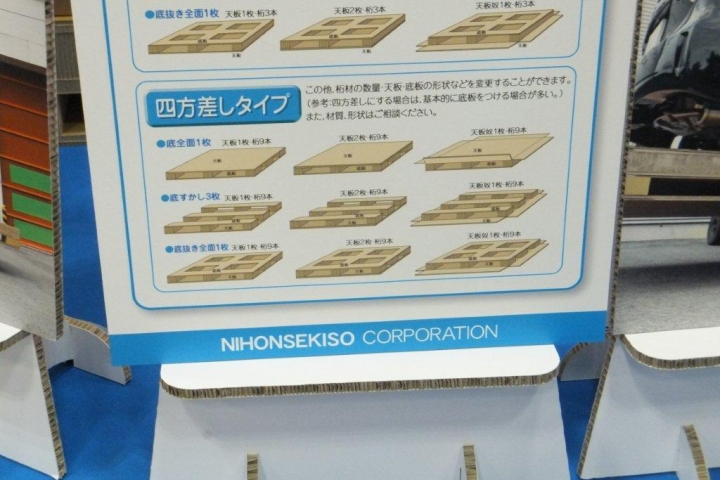 ●底抜き全面1枚 天板1枚·桁3本 天板2枚·桁3本 天板奴1枚·桁3本
四方差しタイプ
この他、桁材の数量·天板·底板の形状などを変更することができます。
(参考:四方差しにする場合は、基本的に底板をつける場合が多い。)
また、材質、形状はご相談ください。
●底全面1枚 天板1枚·桁9本 天板2枚·桁9本 天板奴1枚·桁9本
●底すかし3枚 天板1枚·桁9本 天板2枚·桁9本 天板奴1枚·桁9本
●底抜き全面1枚 天板1枚·桁9本 天板2枚·桁9本 天板奴1枚·桁9本
NIHONSEKISO CORPORATION